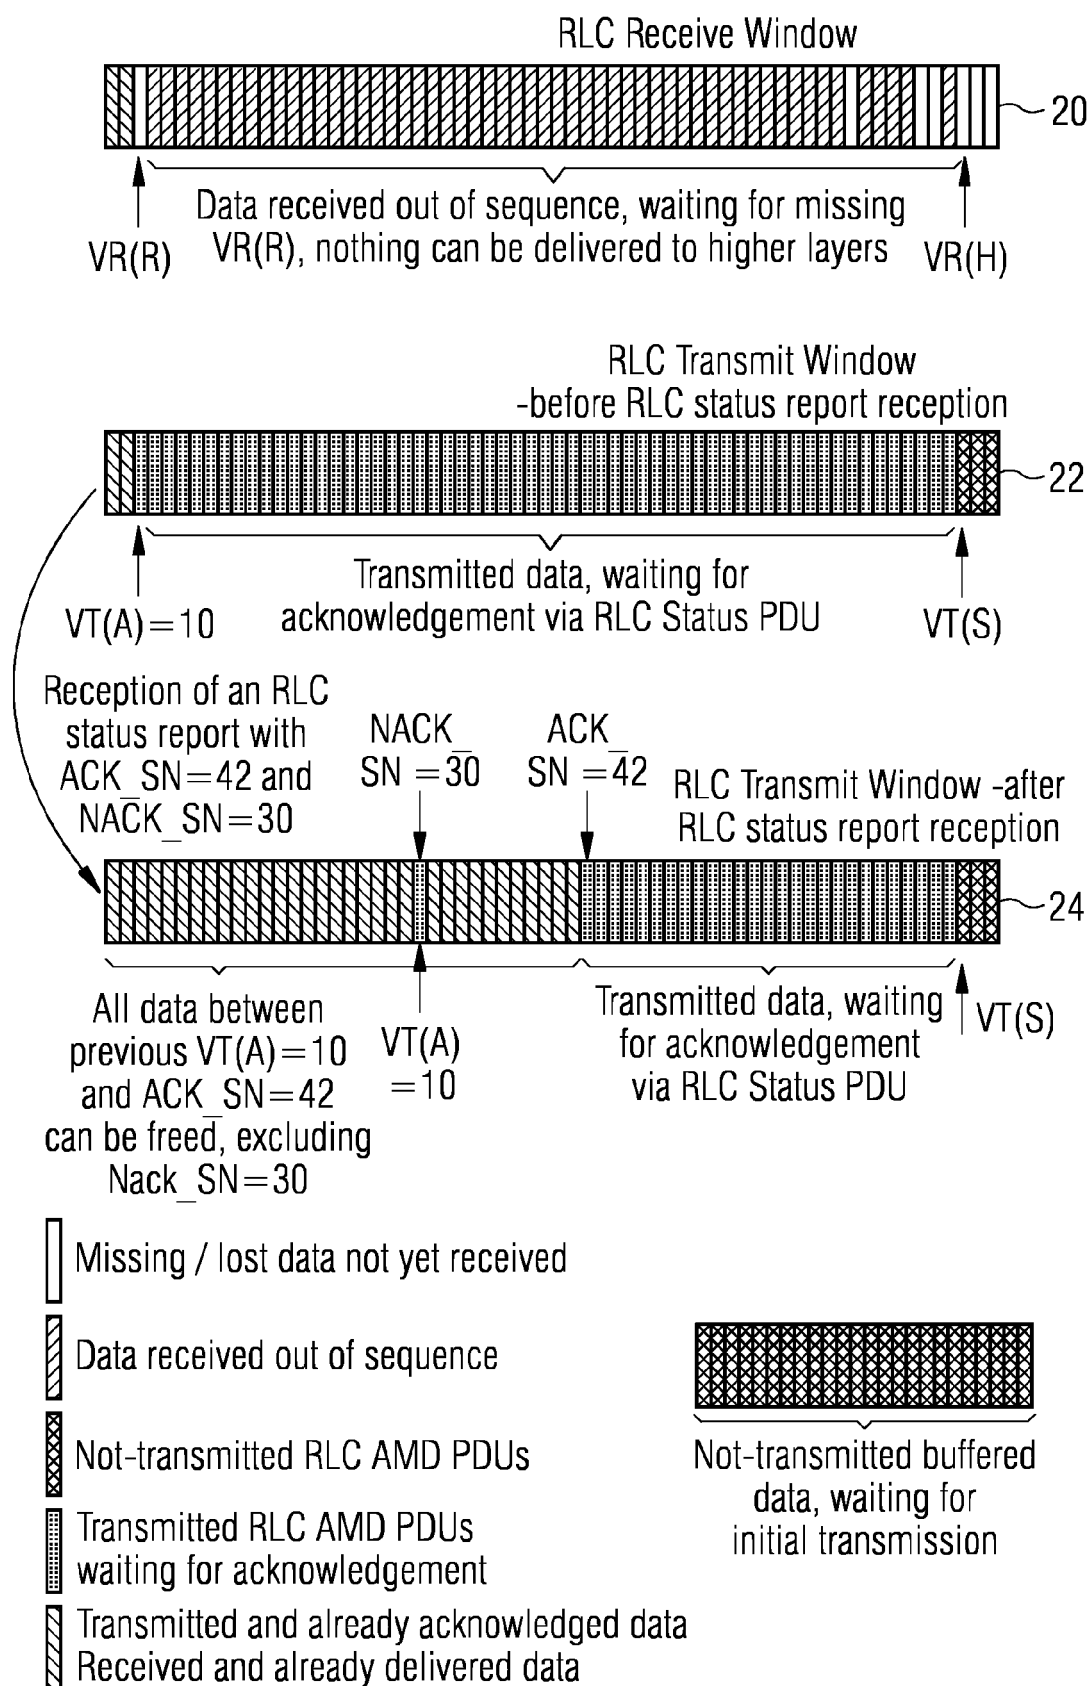 RLC Receive Window
20
Data received out of sequence, waiting for missing
VR(R), nothing can be delivered to higher layers
VR(R)
VR(H)
RLC Transmit Window
-before RLC status report reception
22
Transmitted data, waiting for
acknowledgement via RLC Status PDU
VT(A)=10
VT(S)
Reception of an RLC
status report with
ACK_SN=42 and
NACK_SN=30
NACK_
SN=30
ACK_
SN=42
RLC Transmit Window -after
RLC status report reception
24
All data between
previous VT(A)=10
and ACK_SN=42
can be freed, excluding
Nack_SN=30
VT(A)
=10
Transmitted data, waiting
for acknowledgement
via RLC Status PDU
VT(S)
Missing / lost data not yet received
Data received out of sequence
Not-transmitted RLC AMD PDUs
Transmitted RLC AMD PDUs
waiting for acknowledgement
Transmitted and already acknowledged data
Received and already delivered data
Not-transmitted buffered
data, waiting for
initial transmission